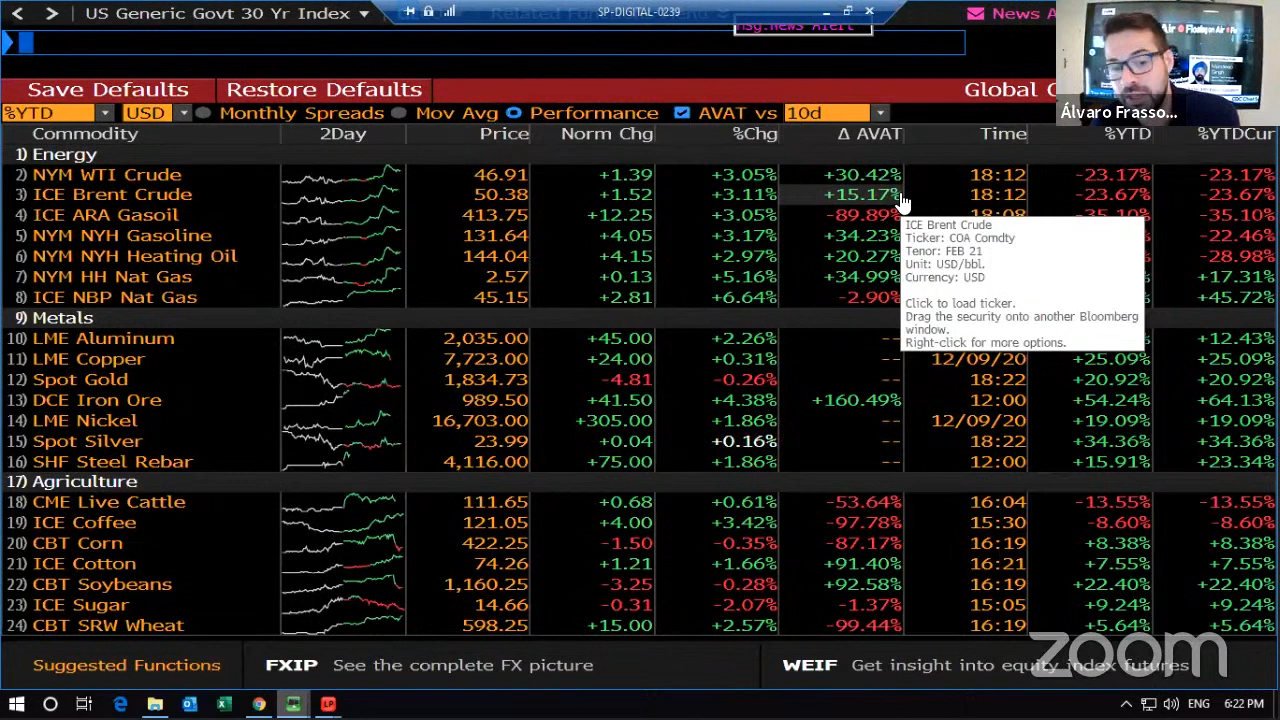 US Generic Govt 30 Yr Index
Related Fu
SP-DIGITAL-0239
News A
Msg:News Alert
Save Defaults Restore Defaults Global C
Álvaro Frasso...
%YTD USD Monthly Spreads Mov Avg Performance AVAT vs 10d
Commodity 2Day Price Norm Chg %Chg Δ AVAT Time %YTD %YTDCur
1) Energy
2) NYM WTI Crude 46.91 +1.39 +3.05% +30.42% 18:12 -23.17% -23.17%
3) ICE Brent Crude 50.38 +1.52 +3.11% +15.17% 18:12 -23.67% -23.67%
4) ICE ARA Gasoil 413.75 +12.25 +3.05% -89.89% 18:08 -35.10% -35.10%
5) NYM NYH Gasoline 131.64 +4.05 +3.17% +34.23% -22.46%
6) NYM NYH Heating Oil 144.04 +4.15 +2.97% +20.27% -28.98%
7) NYM HH Nat Gas 2.57 +0.13 +5.16% +34.99% +17.31%
8) ICE NBP Nat Gas 45.15 +2.81 +6.64% -2.90% +45.72%
ICE Brent Crude
Ticker: COA Comdty
Tenor: FEB 21
Unit: USD/bbl.
Currency: USD
Click to load ticker.
Drag the security onto another Bloomberg
window.
Right-click for more options.
9) Metals
10) LME Aluminum 2,035.00 +45.00 +2.26% -- +12.43%
11) LME Copper 7,723.00 +24.00 +0.31% -- 12/09/20 +25.09% +25.09%
12) Spot Gold 1,834.73 -4.81 -0.26% -- 18:22 +20.92% +20.92%
13) DCE Iron Ore 989.50 +41.50 +4.38% +160.49% 12:00 +54.24% +64.13%
14) LME Nickel 16,703.00 +305.00 +1.86% -- 12/09/20 +19.09% +19.09%
15) Spot Silver 23.99 +0.04 +0.16% -- 18:22 +34.36% +34.36%
16) SHF Steel Rebar 4,116.00 +75.00 +1.86% -- 12:00 +15.91% +23.34%
17) Agriculture
18) CME Live Cattle 111.65 +0.68 +0.61% -53.64% 16:04 -13.55% -13.55%
19) ICE Coffee 121.05 +4.00 +3.42% -97.78% 15:30 -8.60% -8.60%
20) CBT Corn 422.25 -1.50 -0.35% -87.17% 16:19 +8.38% +8.38%
21) ICE Cotton 74.26 +1.21 +1.66% +91.40% 16:21 +7.55% +7.55%
22) CBT Soybeans 1,160.25 -3.25 -0.28% +92.58% 16:19 +22.40% +22.40%
23) ICE Sugar 14.66 -0.31 -2.07% -1.37% 15:05 +9.24% +9.24%
24) CBT SRW Wheat 598.25 +15.00 +2.57% -99.44% 16:19 +5.64% +5.64%
zoom
Suggested Functions FXIP See the complete FX picture WEIF Get insight into equity index futures
ENG 6:22 PM